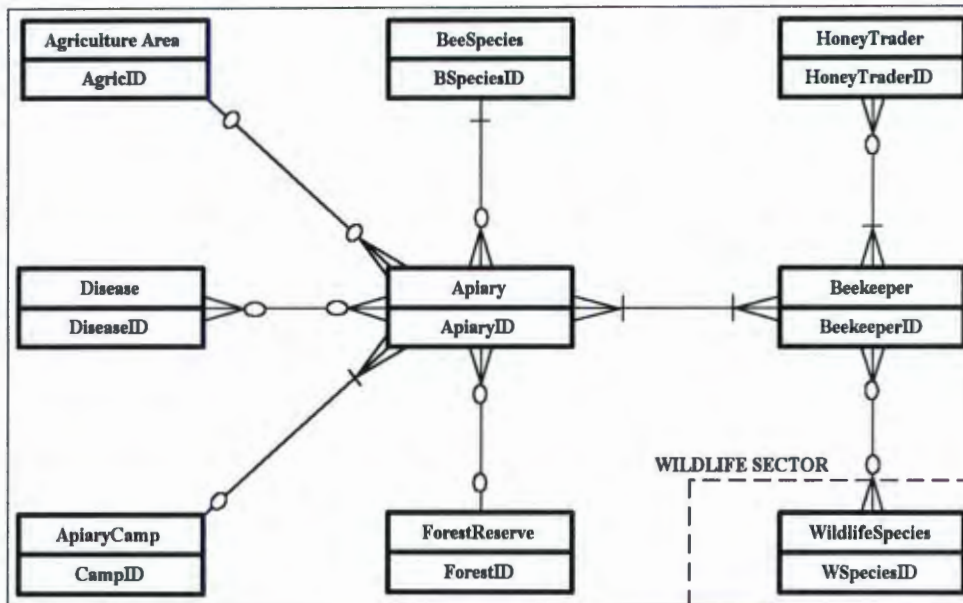 Agriculture Area
AgricID
BeeSpecies
BSpeciesID
HoneyTrader
HoneyTraderID
Disease
DiseaseID
Apiary
ApiaryID
Beekeeper
BeekeeperID
WILDLIFE SECTOR
ApiaryCamp
CampID
ForestReserve
ForestID
WildlifeSpecies
WSpeciesID